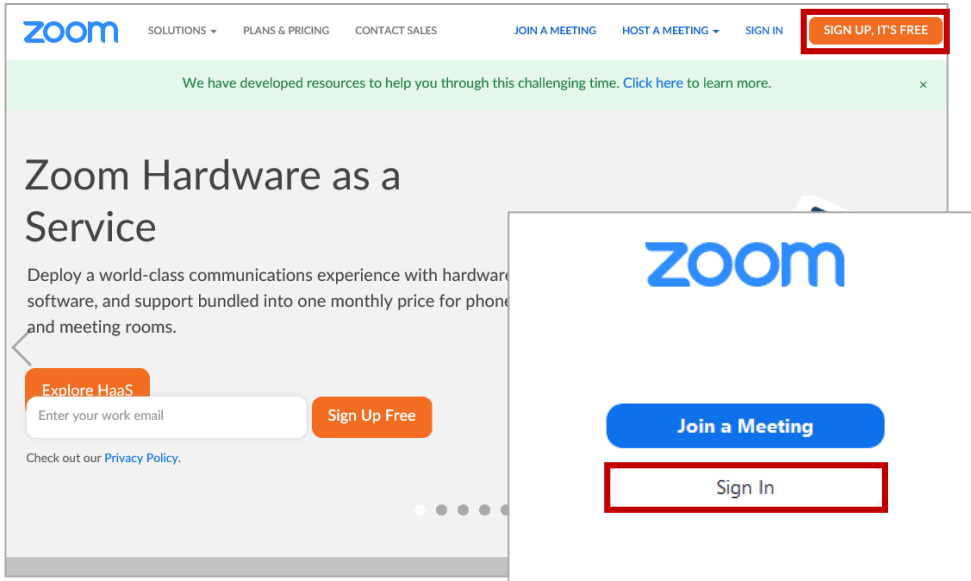 zoom
SOLUTIONS
PLANS & PRICING
CONTACT SALES
JOIN A MEETING
HOST A MEETING
SIGN IN
SIGN UP, IT'S FREE
We have developed resources to help you through this challenging time. Click here to learn more.
×
Zoom Hardware as a
Service
Deploy a world-class communications experience with hardware
software, and support bundled into one monthly price for phone
and meeting rooms.
Explore HaaS
Enter your work email
Sign Up Free
Check out our Privacy Policy.
zoom
Join a Meeting
Sign In